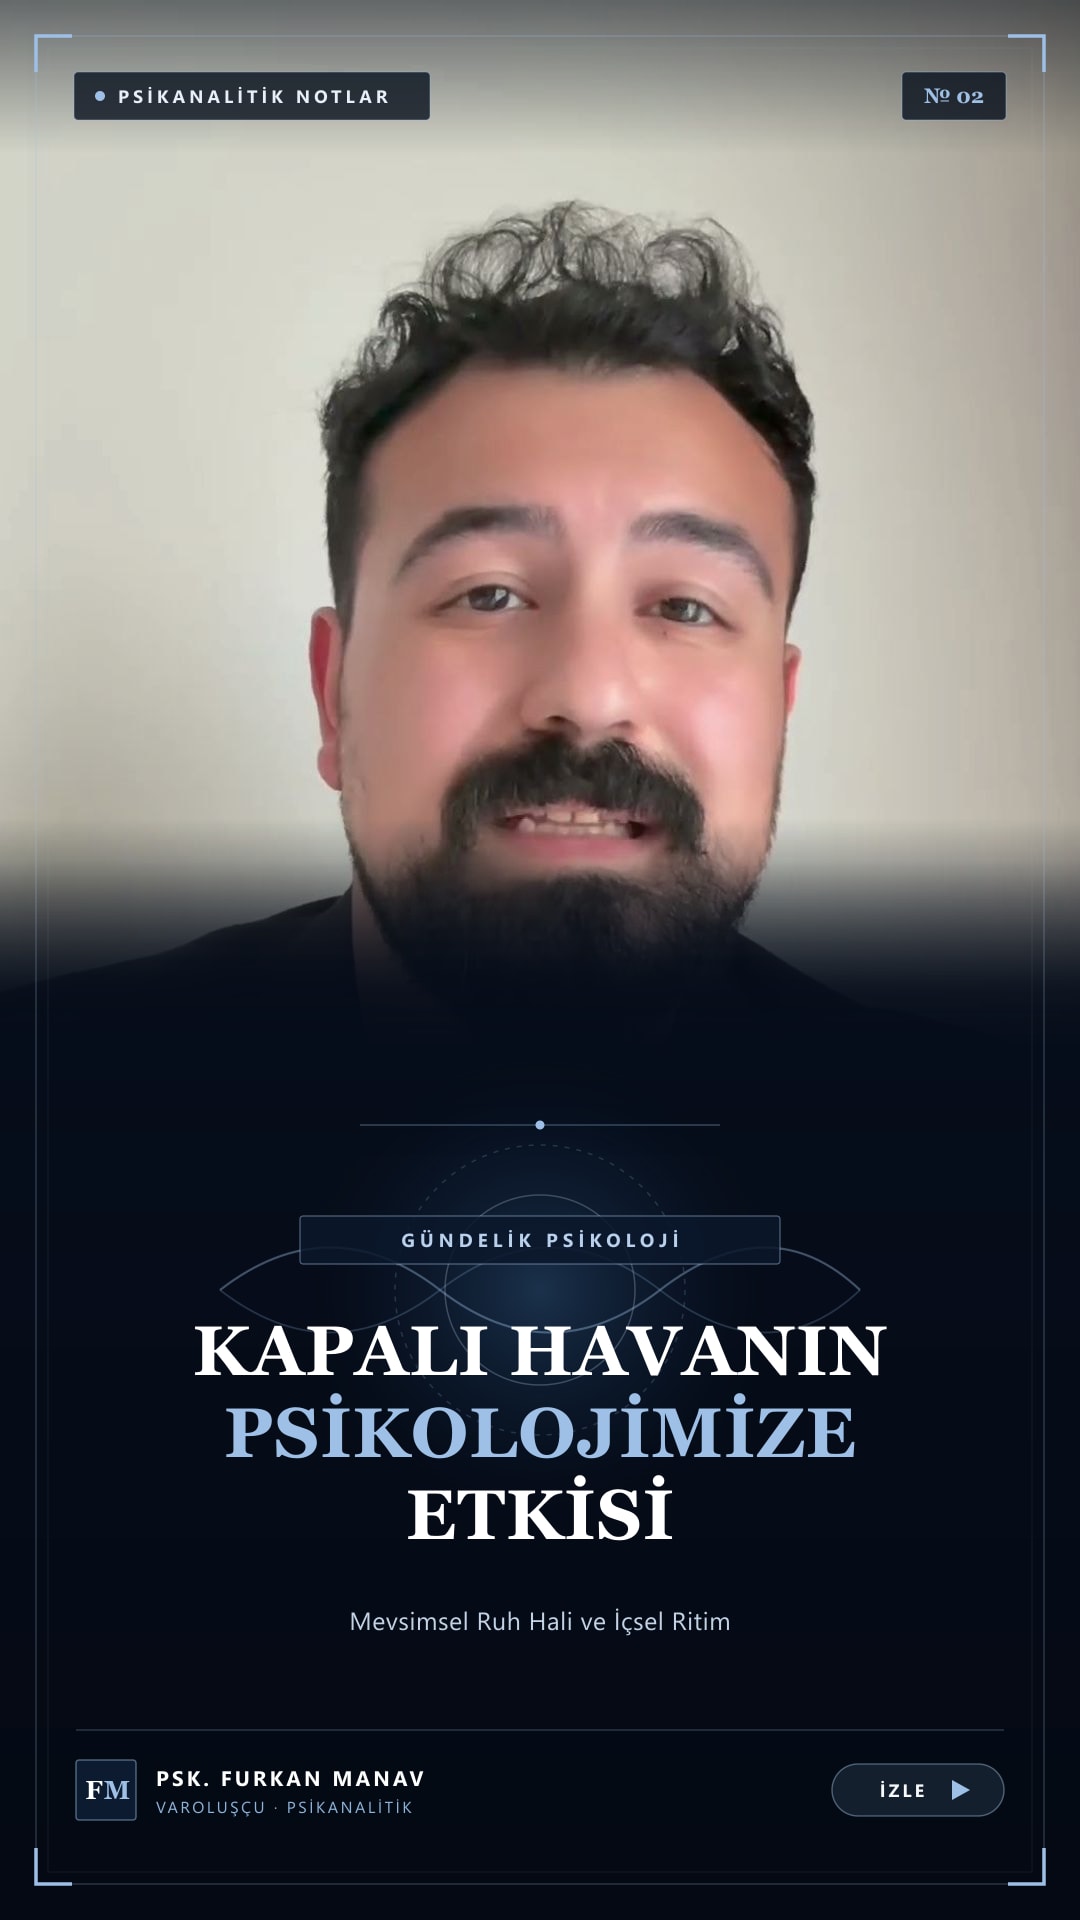 PSİKANALİTİK NOTLAR
№ 02
GÜNDELİK PSİKOLOJİ
KAPALI HAVANIN
PSİKOLOJİMİZE
ETKİSİ
Mevsimsel Ruh Hali ve İçsel Ritim
FM
PSK. FURKAN MANAV
VAROLUŞÇU · PSİKANALİTİK
İZLE